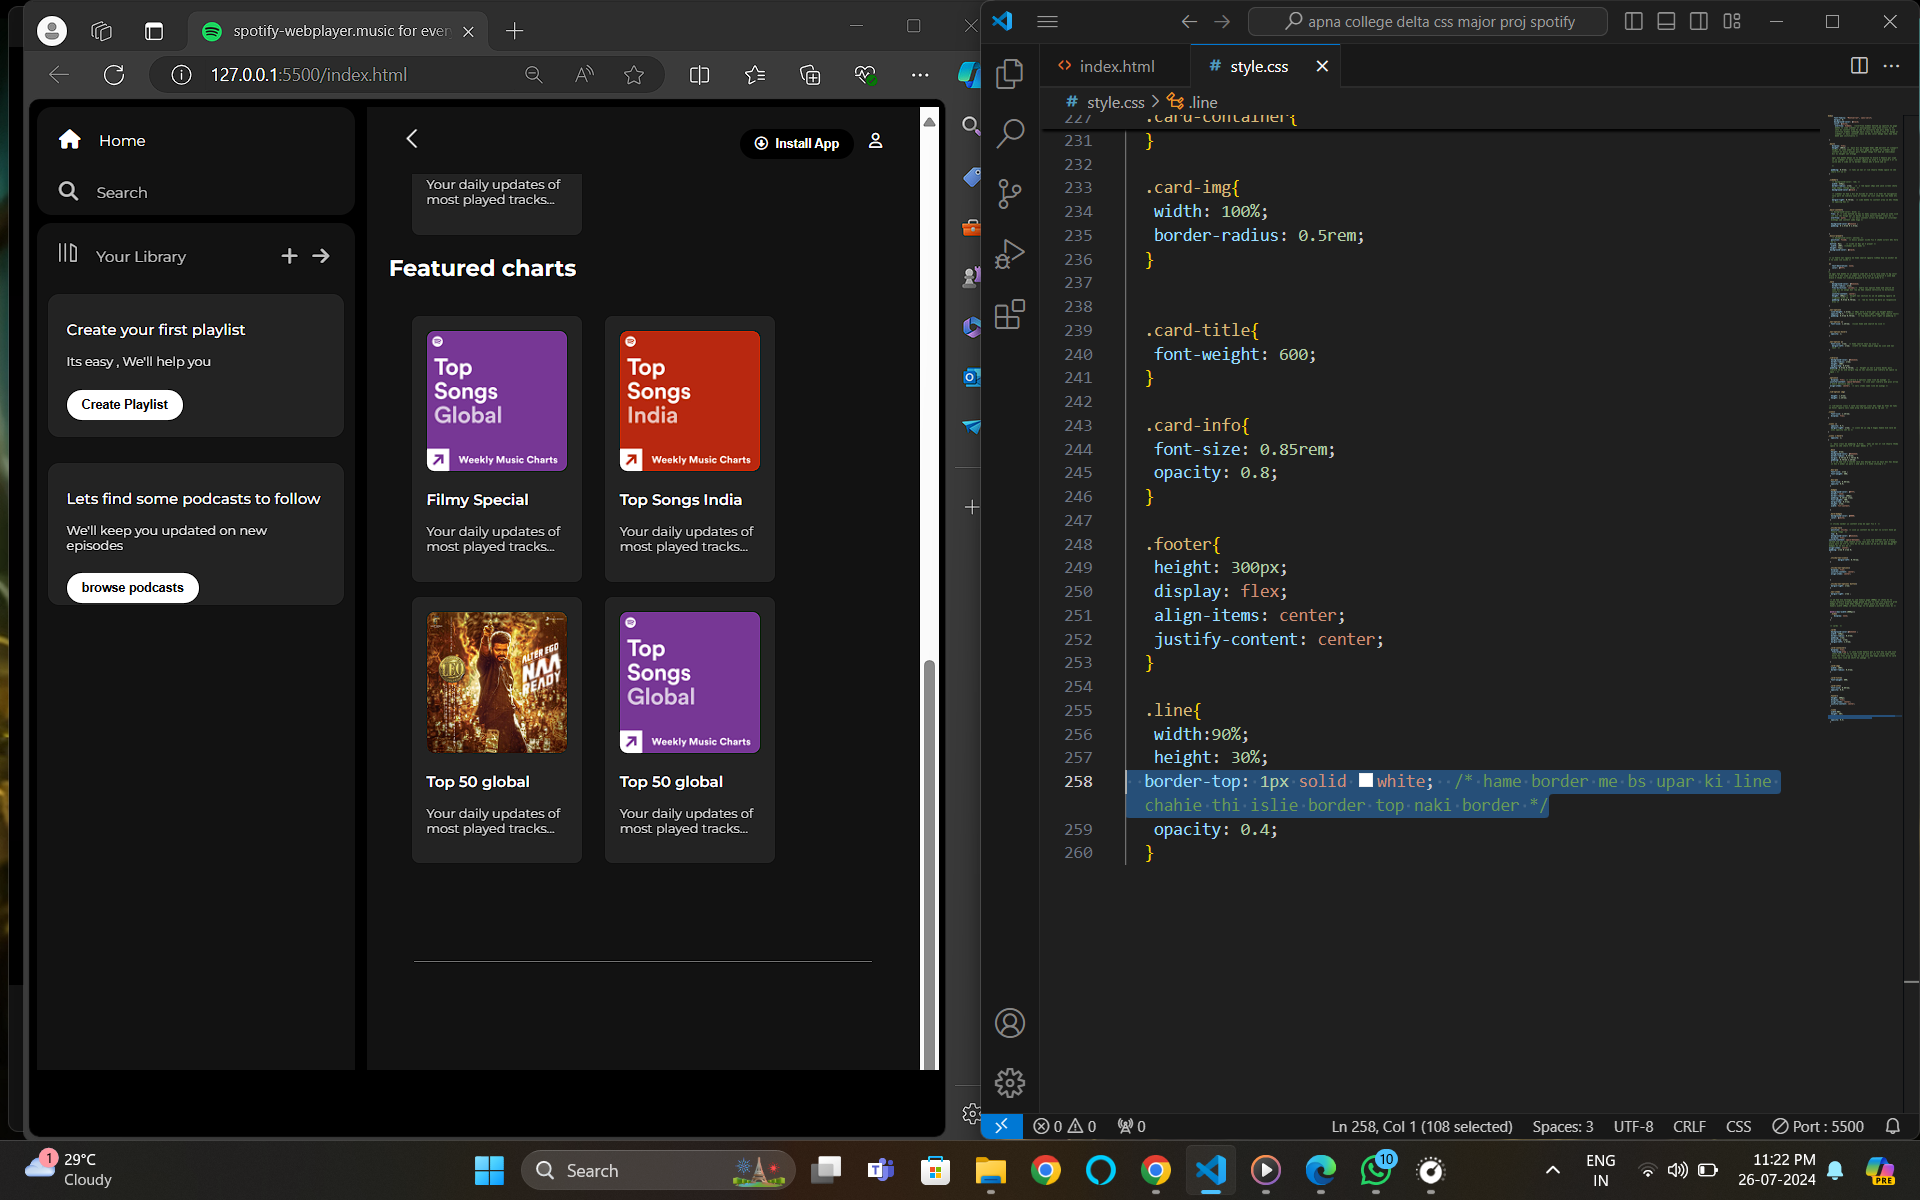 spotify-webplayer.music for every
127.0.0.1:5500/index.html
Home
Search
Your Library
Create your first playlist
Its easy , We'll help you
Create Playlist
Lets find some podcasts to follow
We'll keep you updated on new
episodes
browse podcasts
Install App
Your daily updates of
most played tracks...
Featured charts
Top
Songs
Global
Weekly Music Charts
Filmy Special
Your daily updates of
most played tracks...
Top
Songs
India
Weekly Music Charts
Top Songs India
Your daily updates of
most played tracks...
LEO
ALTER EGO
NAA
READY
Top 50 global
Your daily updates of
most played tracks...
Top
Songs
Global
Weekly Music Charts
Top 50 global
Your daily updates of
most played tracks...
apna college delta css major proj spotify
index.html
# style.css
# style.css > .line
227 .card-container{
231 }
232
233 .card-img{
234 width: 100%;
235 border-radius: 0.5rem;
236 }
237
238
239 .card-title{
240 font-weight: 600;
241 }
242
243 .card-info{
244 font-size: 0.85rem;
245 opacity: 0.8;
246 }
247
248 .footer{
249 height: 300px;
250 display: flex;
251 align-items: center;
252 justify-content: center;
253 }
254
255 .line{
256 width:90%;
257 height: 30%;
258 border-top: 1px solid white; /* hame border me bs upar ki line
chahie thi islie border top naki border */
259 opacity: 0.4;
260 }
0 0 0
Ln 258, Col 1 (108 selected)
Spaces: 3
UTF-8
CRLF
CSS
Port : 5500
1
29°C
Cloudy
Search
10
ENG
IN
11:22 PM
26-07-2024
PRE